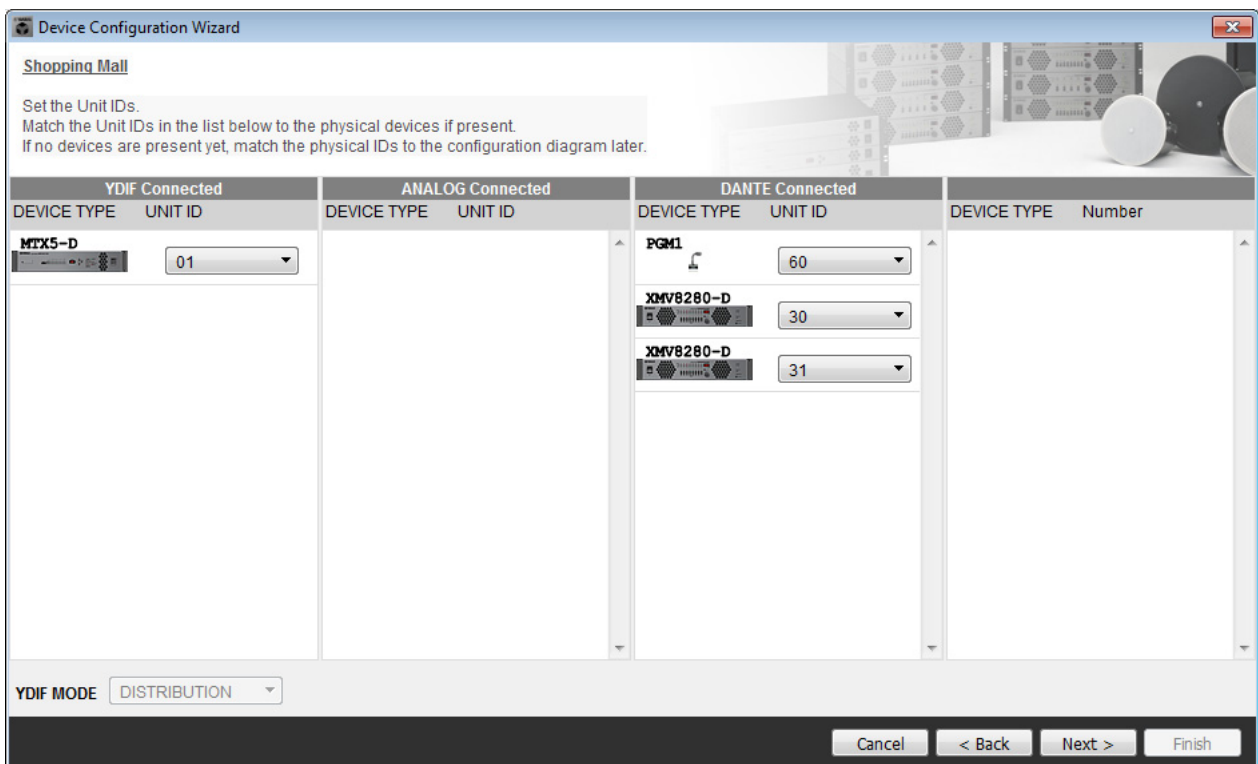 Device Configuration Wizard
Shopping Mall
Set the Unit IDs.
Match the Unit IDs in the list below to the physical devices if present.
If no devices are present yet, match the physical IDs to the configuration diagram later.
YDIF Connected ANALOG Connected DANTE Connected
DEVICE TYPE UNIT ID DEVICE TYPE UNIT ID DEVICE TYPE UNIT ID DEVICE TYPE Number
MTX5-D PGM1
01 60
XMV8280-D
30
XMV8280-D
31
YDIF MODE DISTRIBUTION
Cancel < Back Next > Finish